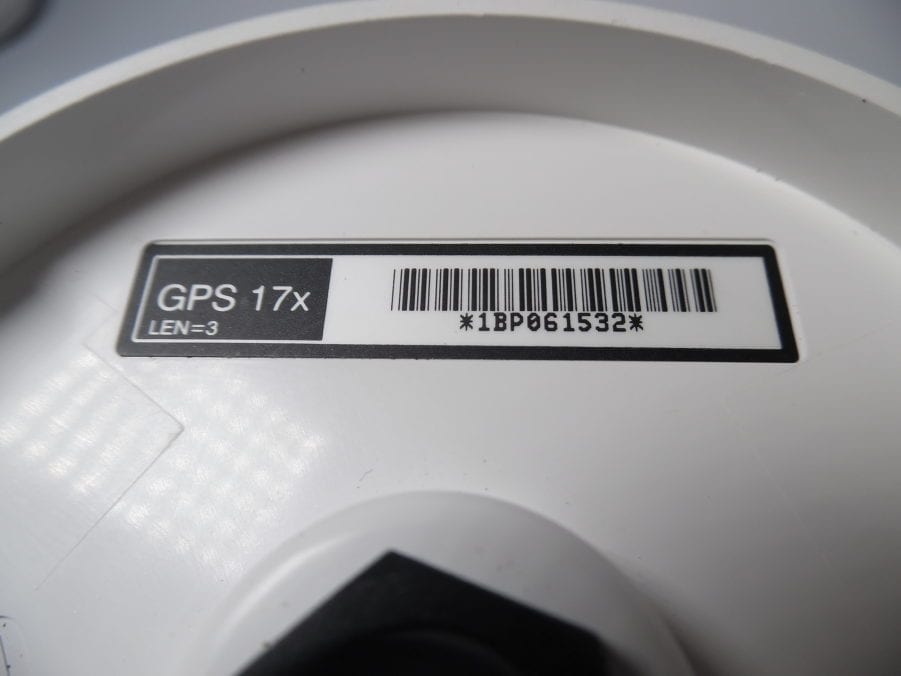 GPS 17x
LEN=3
*1BP061532*